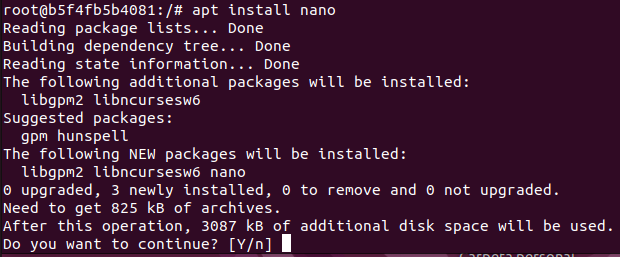 root@b5f4fb5b4081:/# apt install nano
Reading package lists... Done
Building dependency tree... Done
Reading state information... Done
The following additional packages will be installed:
  libgpm2 libncursesw6
Suggested packages:
  gpm hunspell
The following NEW packages will be installed:
  libgpm2 libncursesw6 nano
0 upgraded, 3 newly installed, 0 to remove and 0 not upgraded.
Need to get 825 kB of archives.
After this operation, 3087 kB of additional disk space will be used.
Do you want to continue? [Y/n]